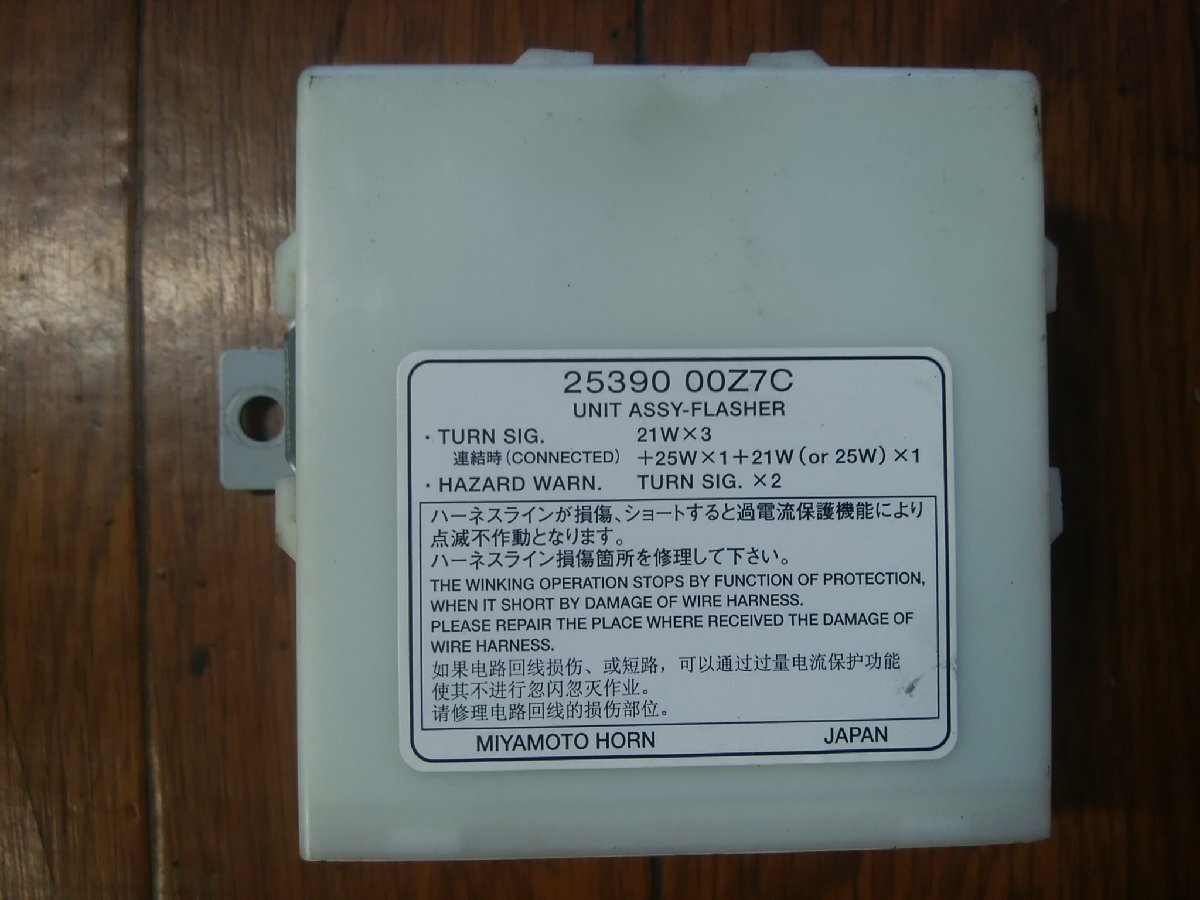 25390 00Z7C
UNIT ASSY-FLASHER
・TURN SIG. 21W×3
連結時(CONNECTED) +25W×1+21W(or 25W)×1
・HAZARD WARN. TURN SIG. ×2
ハーネスラインが損傷、ショートすると過電流保護機能により
点滅不作動となります。
ハーネスライン損傷箇所を修理して下さい。
THE WINKING OPERATION STOPS BY FUNCTION OF PROTECTION,
WHEN IT SHORT BY DAMAGE OF WIRE HARNESS.
PLEASE REPAIR THE PLACE WHERE RECEIVED THE DAMAGE OF
WIRE HARNESS.
如果电路回线损伤、或短路，可以通过过量电流保护功能
使其不进行忽闪忽灭作业。
请修理电路回线的损伤部位。
MIYAMOTO HORN JAPAN